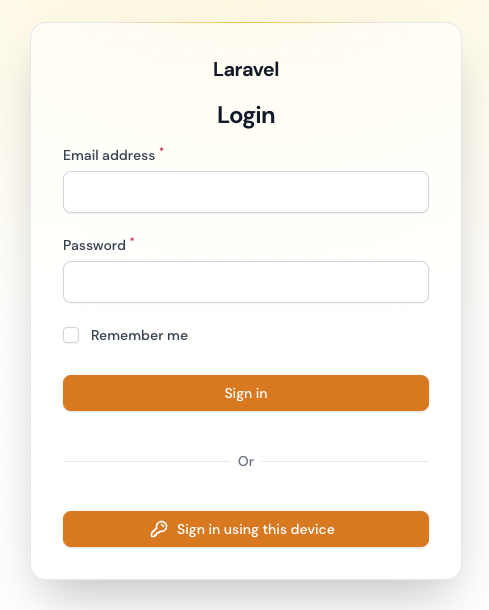 Laravel
Login
Email address *
Password *
Remember me
Sign in
Or
Sign in using this device